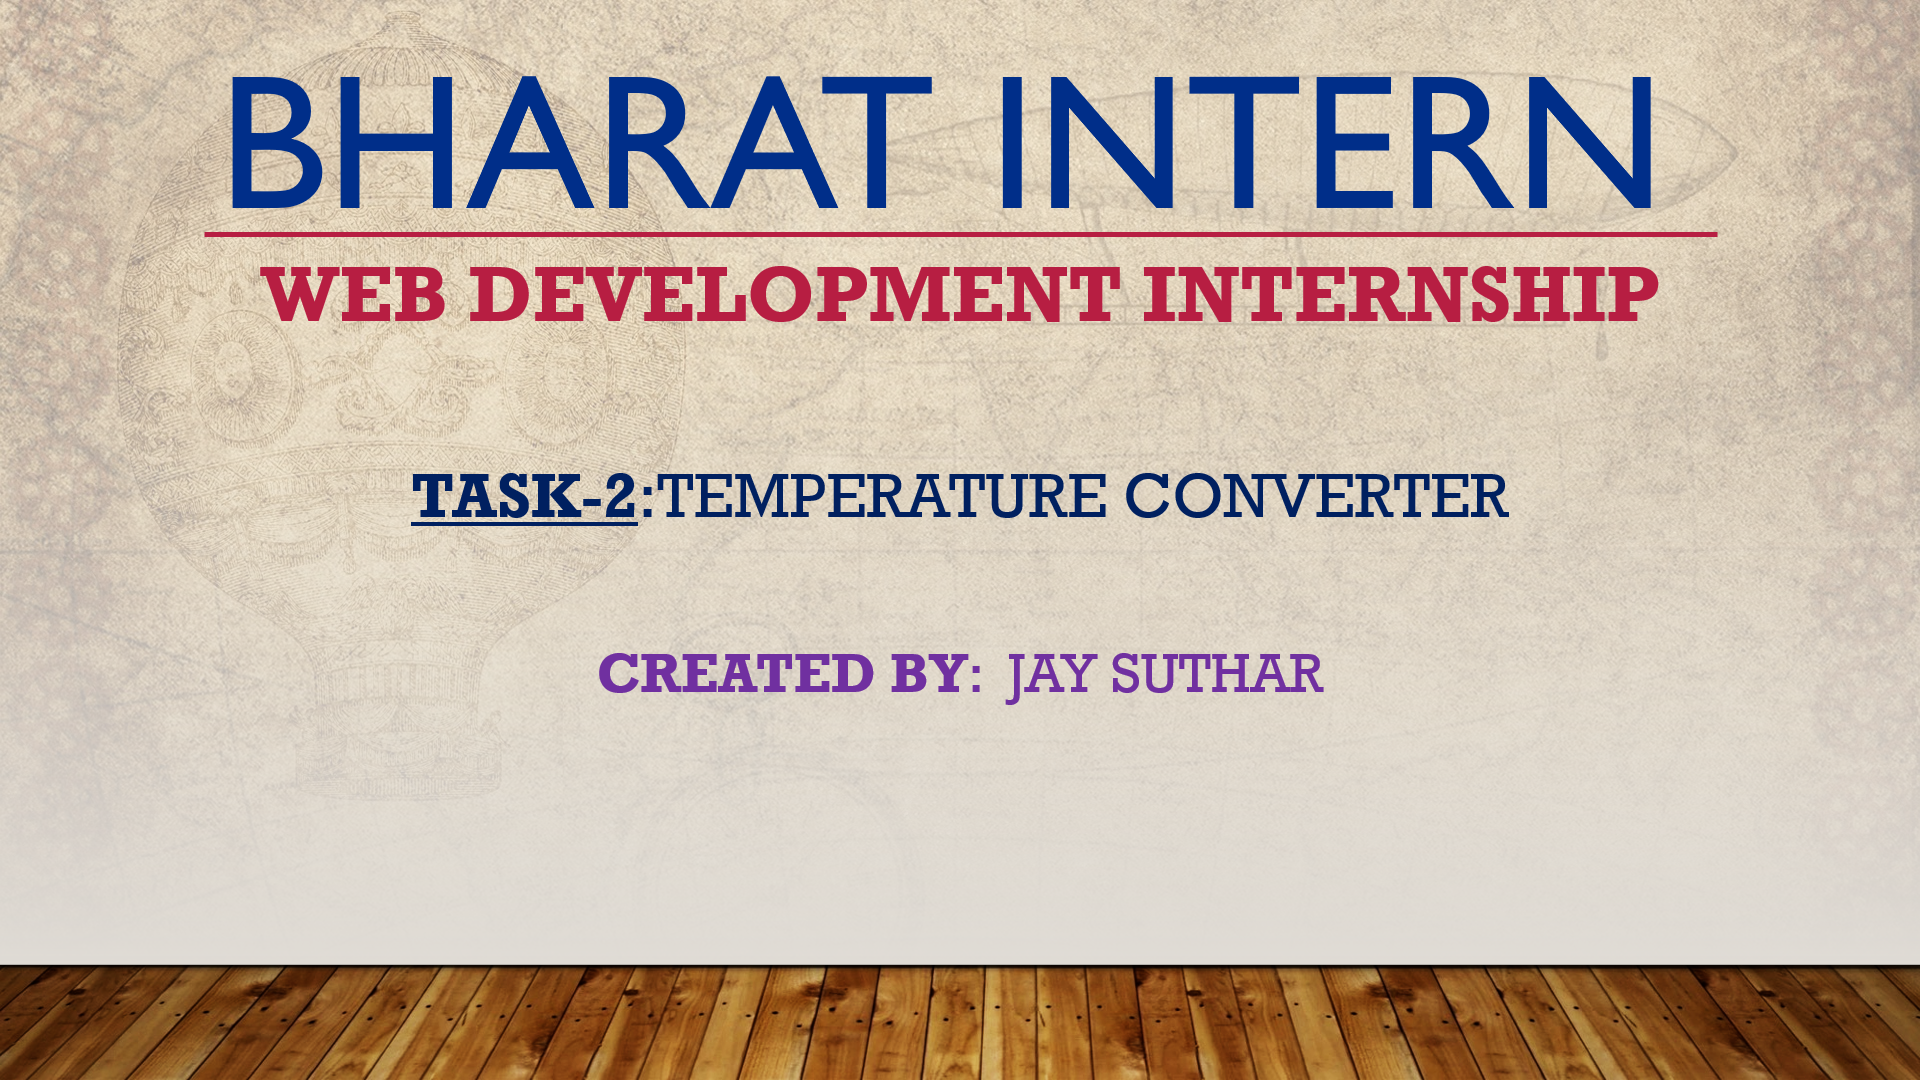 BHARAT INTERN
WEB DEVELOPMENT INTERNSHIP
TASK-2:TEMPERATURE CONVERTER
CREATED BY: JAY SUTHAR